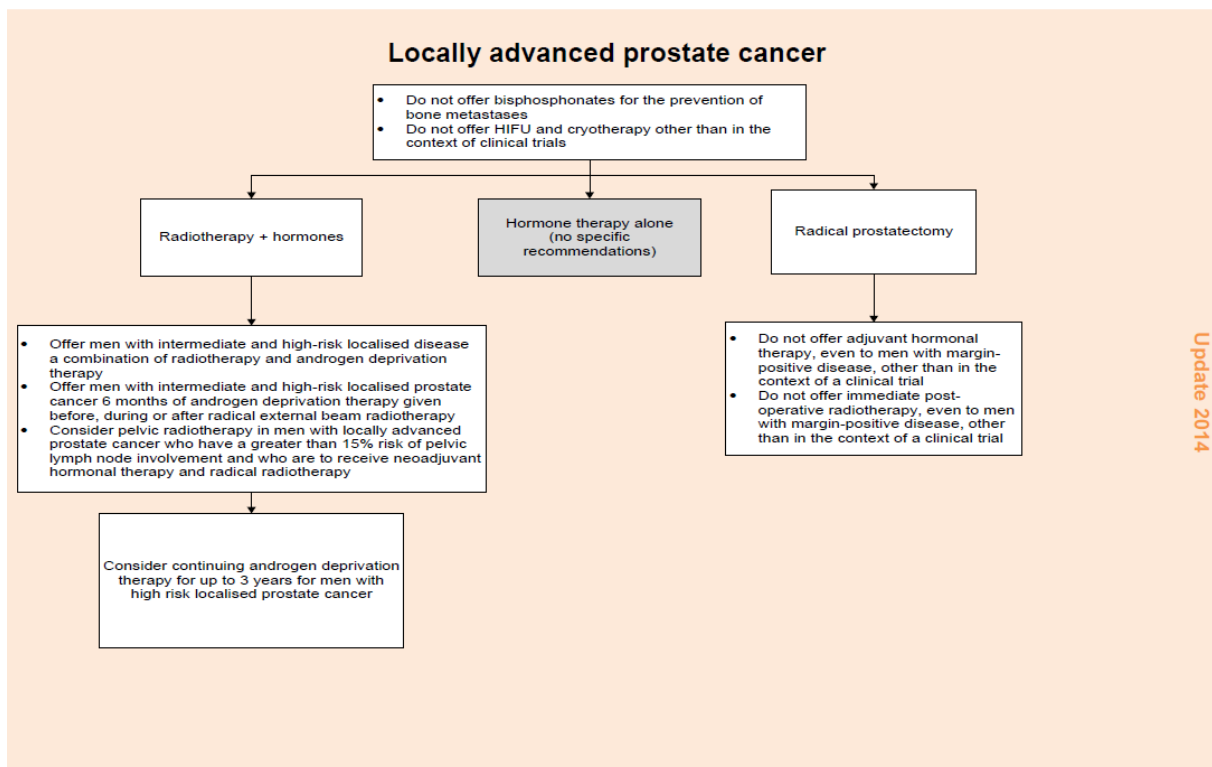 Locally advanced prostate cancer
• Do not offer bisphosphonates for the prevention of
bone metastases
• Do not offer HIFU and cryotherapy other than in the
context of clinical trials
Radiotherapy + hormones
Hormone therapy alone
(no specific
recommendations)
Radical prostatectomy
• Offer men with intermediate and high-risk localised disease
a combination of radiotherapy and androgen deprivation
therapy
• Offer men with intermediate and high-risk localised prostate
cancer 6 months of androgen deprivation therapy given
before, during or after radical external beam radiotherapy
• Consider pelvic radiotherapy in men with locally advanced
prostate cancer who have a greater than 15% risk of pelvic
lymph node involvement and who are to receive neoadjuvant
hormonal therapy and radical radiotherapy
• Do not offer adjuvant hormonal
therapy, even to men with margin-
positive disease, other than in the
context of a clinical trial
• Do not offer immediate post-
operative radiotherapy, even to men
with margin-positive disease, other
than in the context of a clinical trial
Consider continuing androgen deprivation
therapy for up to 3 years for men with
high risk localised prostate cancer
Update 2014